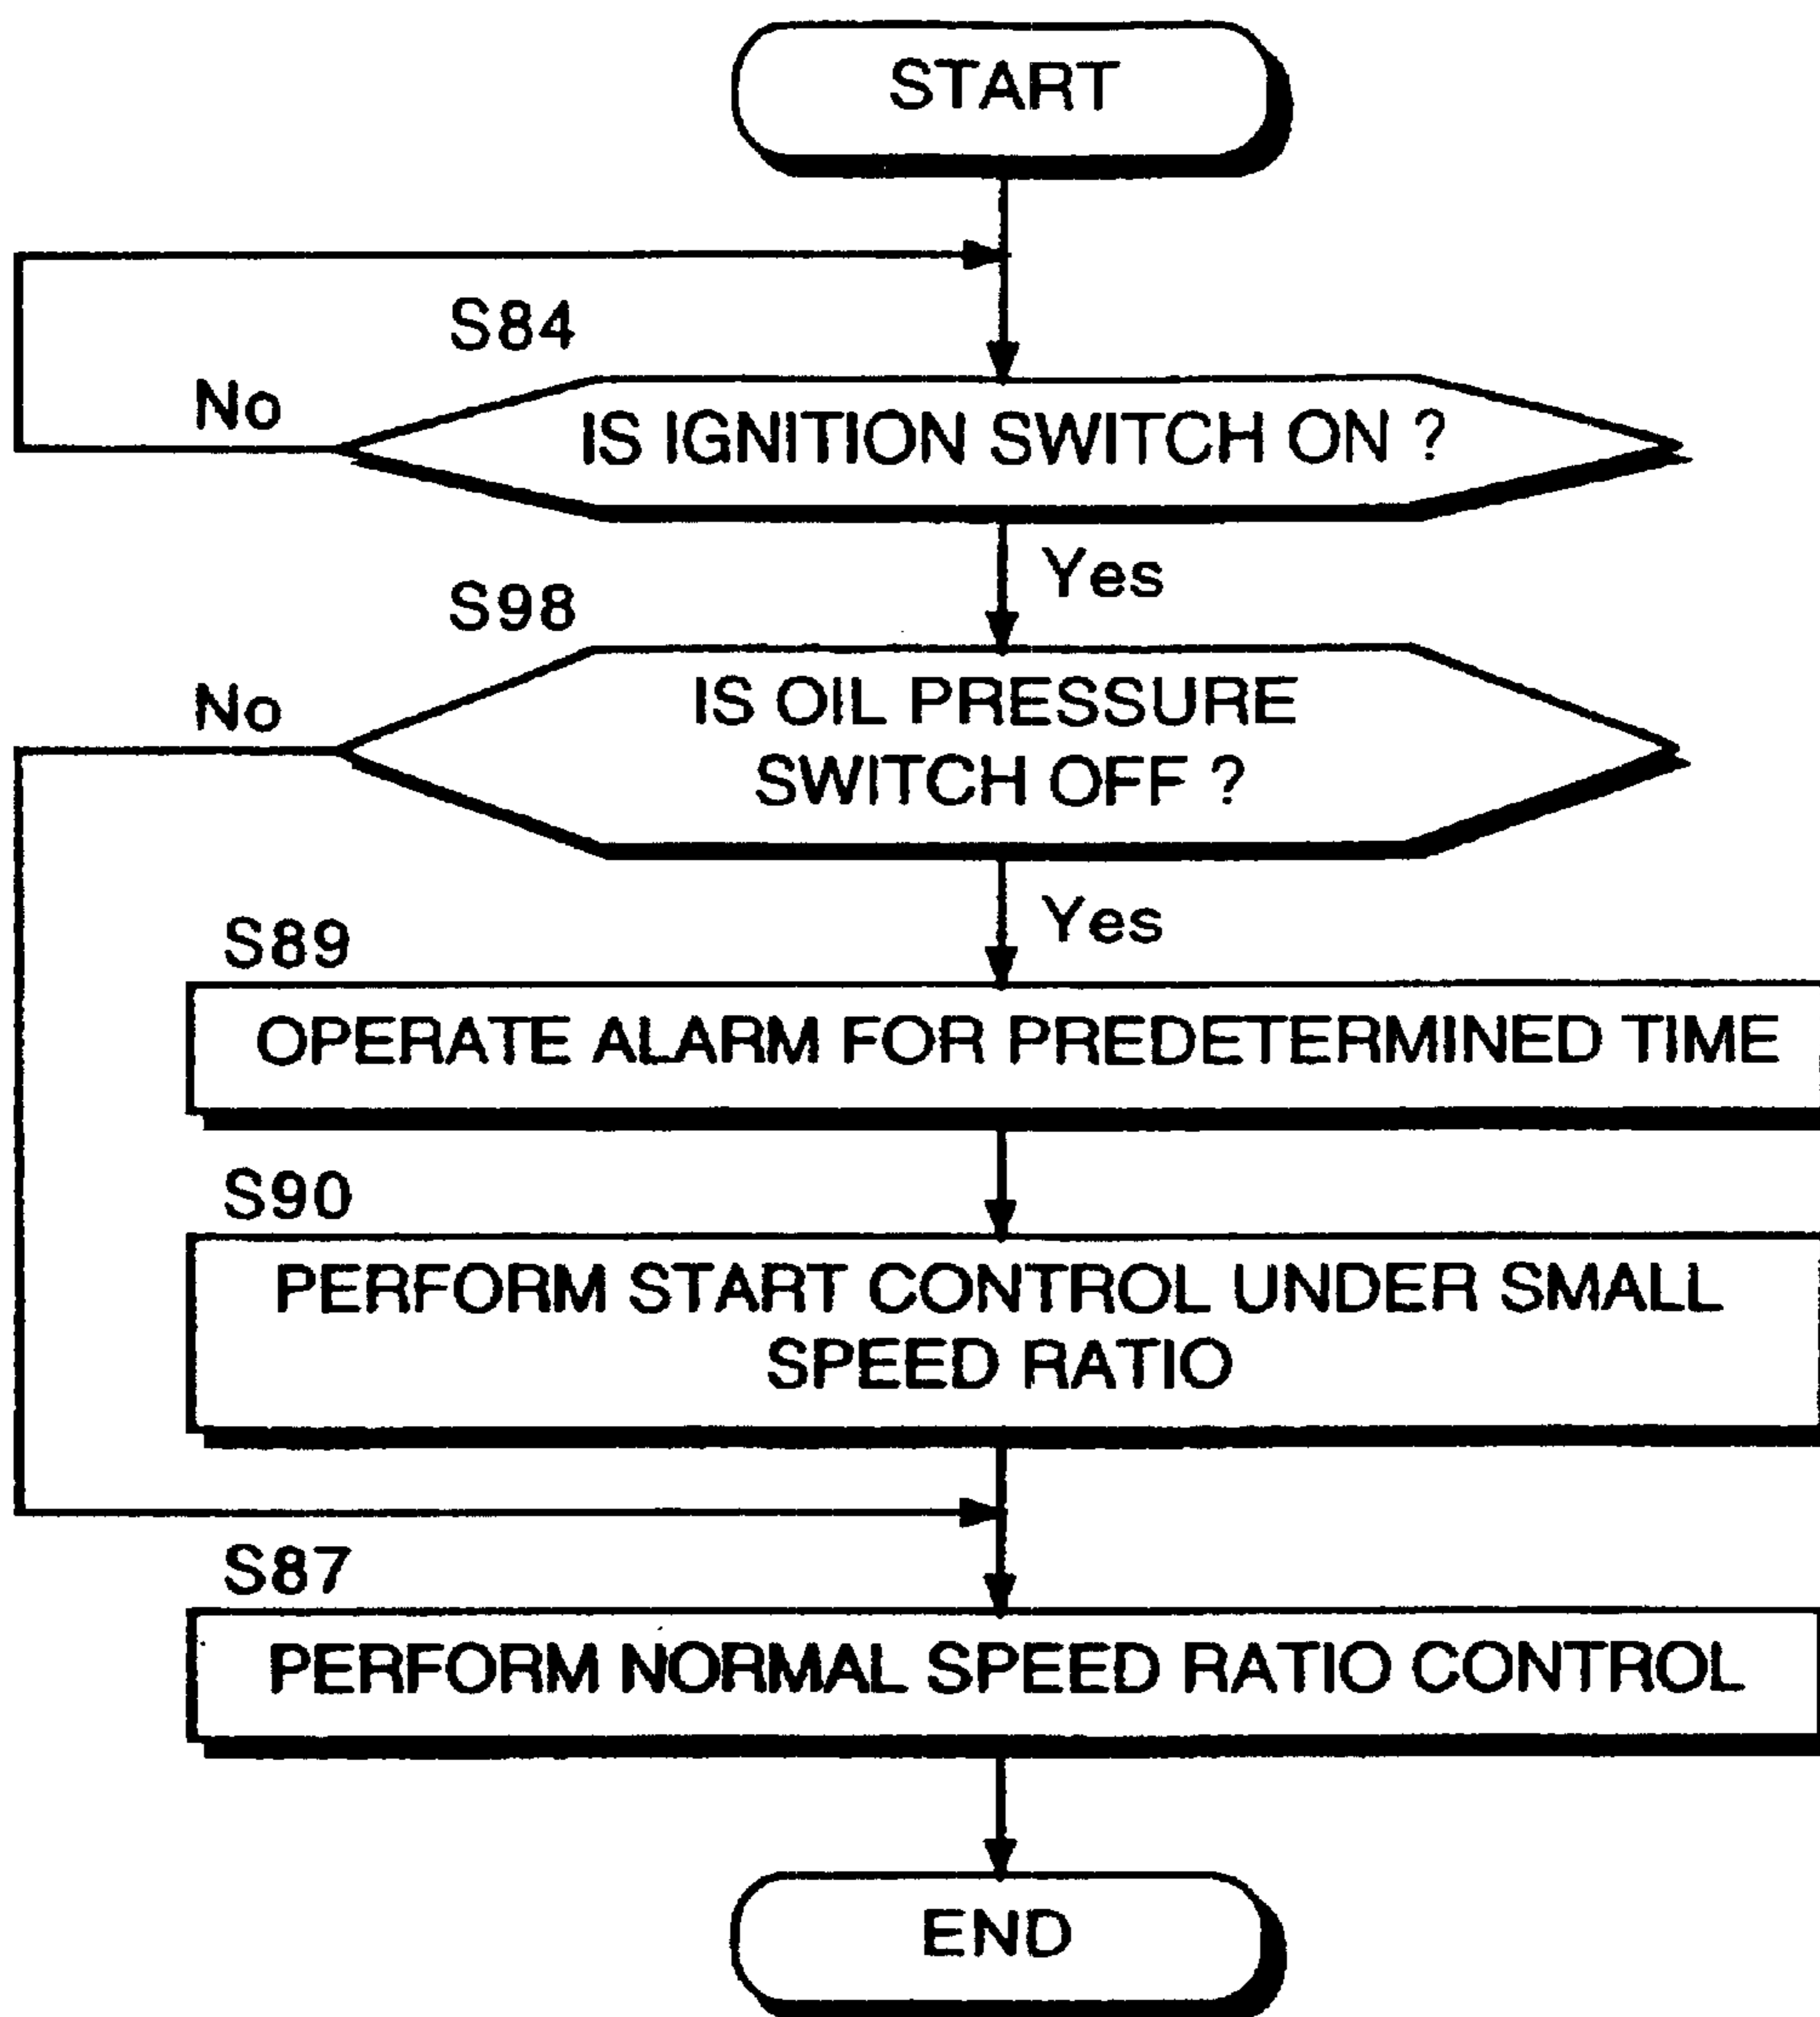 START
S84
No
IS IGNITION SWITCH ON ?
Yes
S98
No
IS OIL PRESSURE
SWITCH OFF ?
Yes
S89
OPERATE ALARM FOR PREDETERMINED TIME
S90
PERFORM START CONTROL UNDER SMALL
SPEED RATIO
S87
PERFORM NORMAL SPEED RATIO CONTROL
END